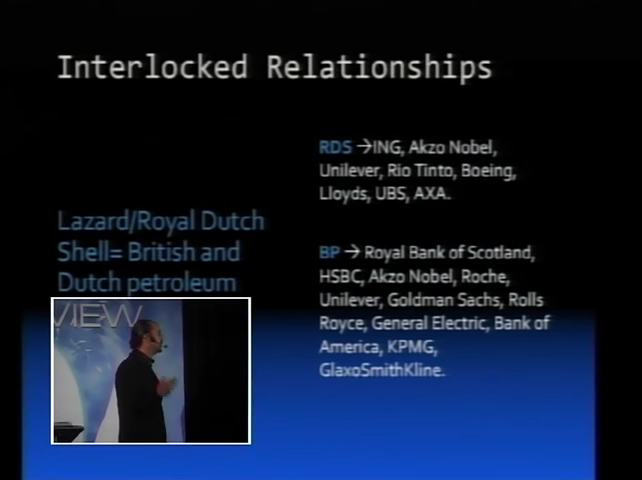 Interlocked Relationships
Lazard/Royal Dutch
Shell= British and
Dutch petroleum
RDS →ING, Akzo Nobel,
Unilever, Rio Tinto, Boeing,
Lloyds, UBS, AXA.
BP → Royal Bank of Scotland,
HSBC, Akzo Nobel, Roche,
Unilever, Goldman Sachs, Rolls
Royce, General Electric, Bank of
America, KPMG,
GlaxoSmithKline.
VIEW